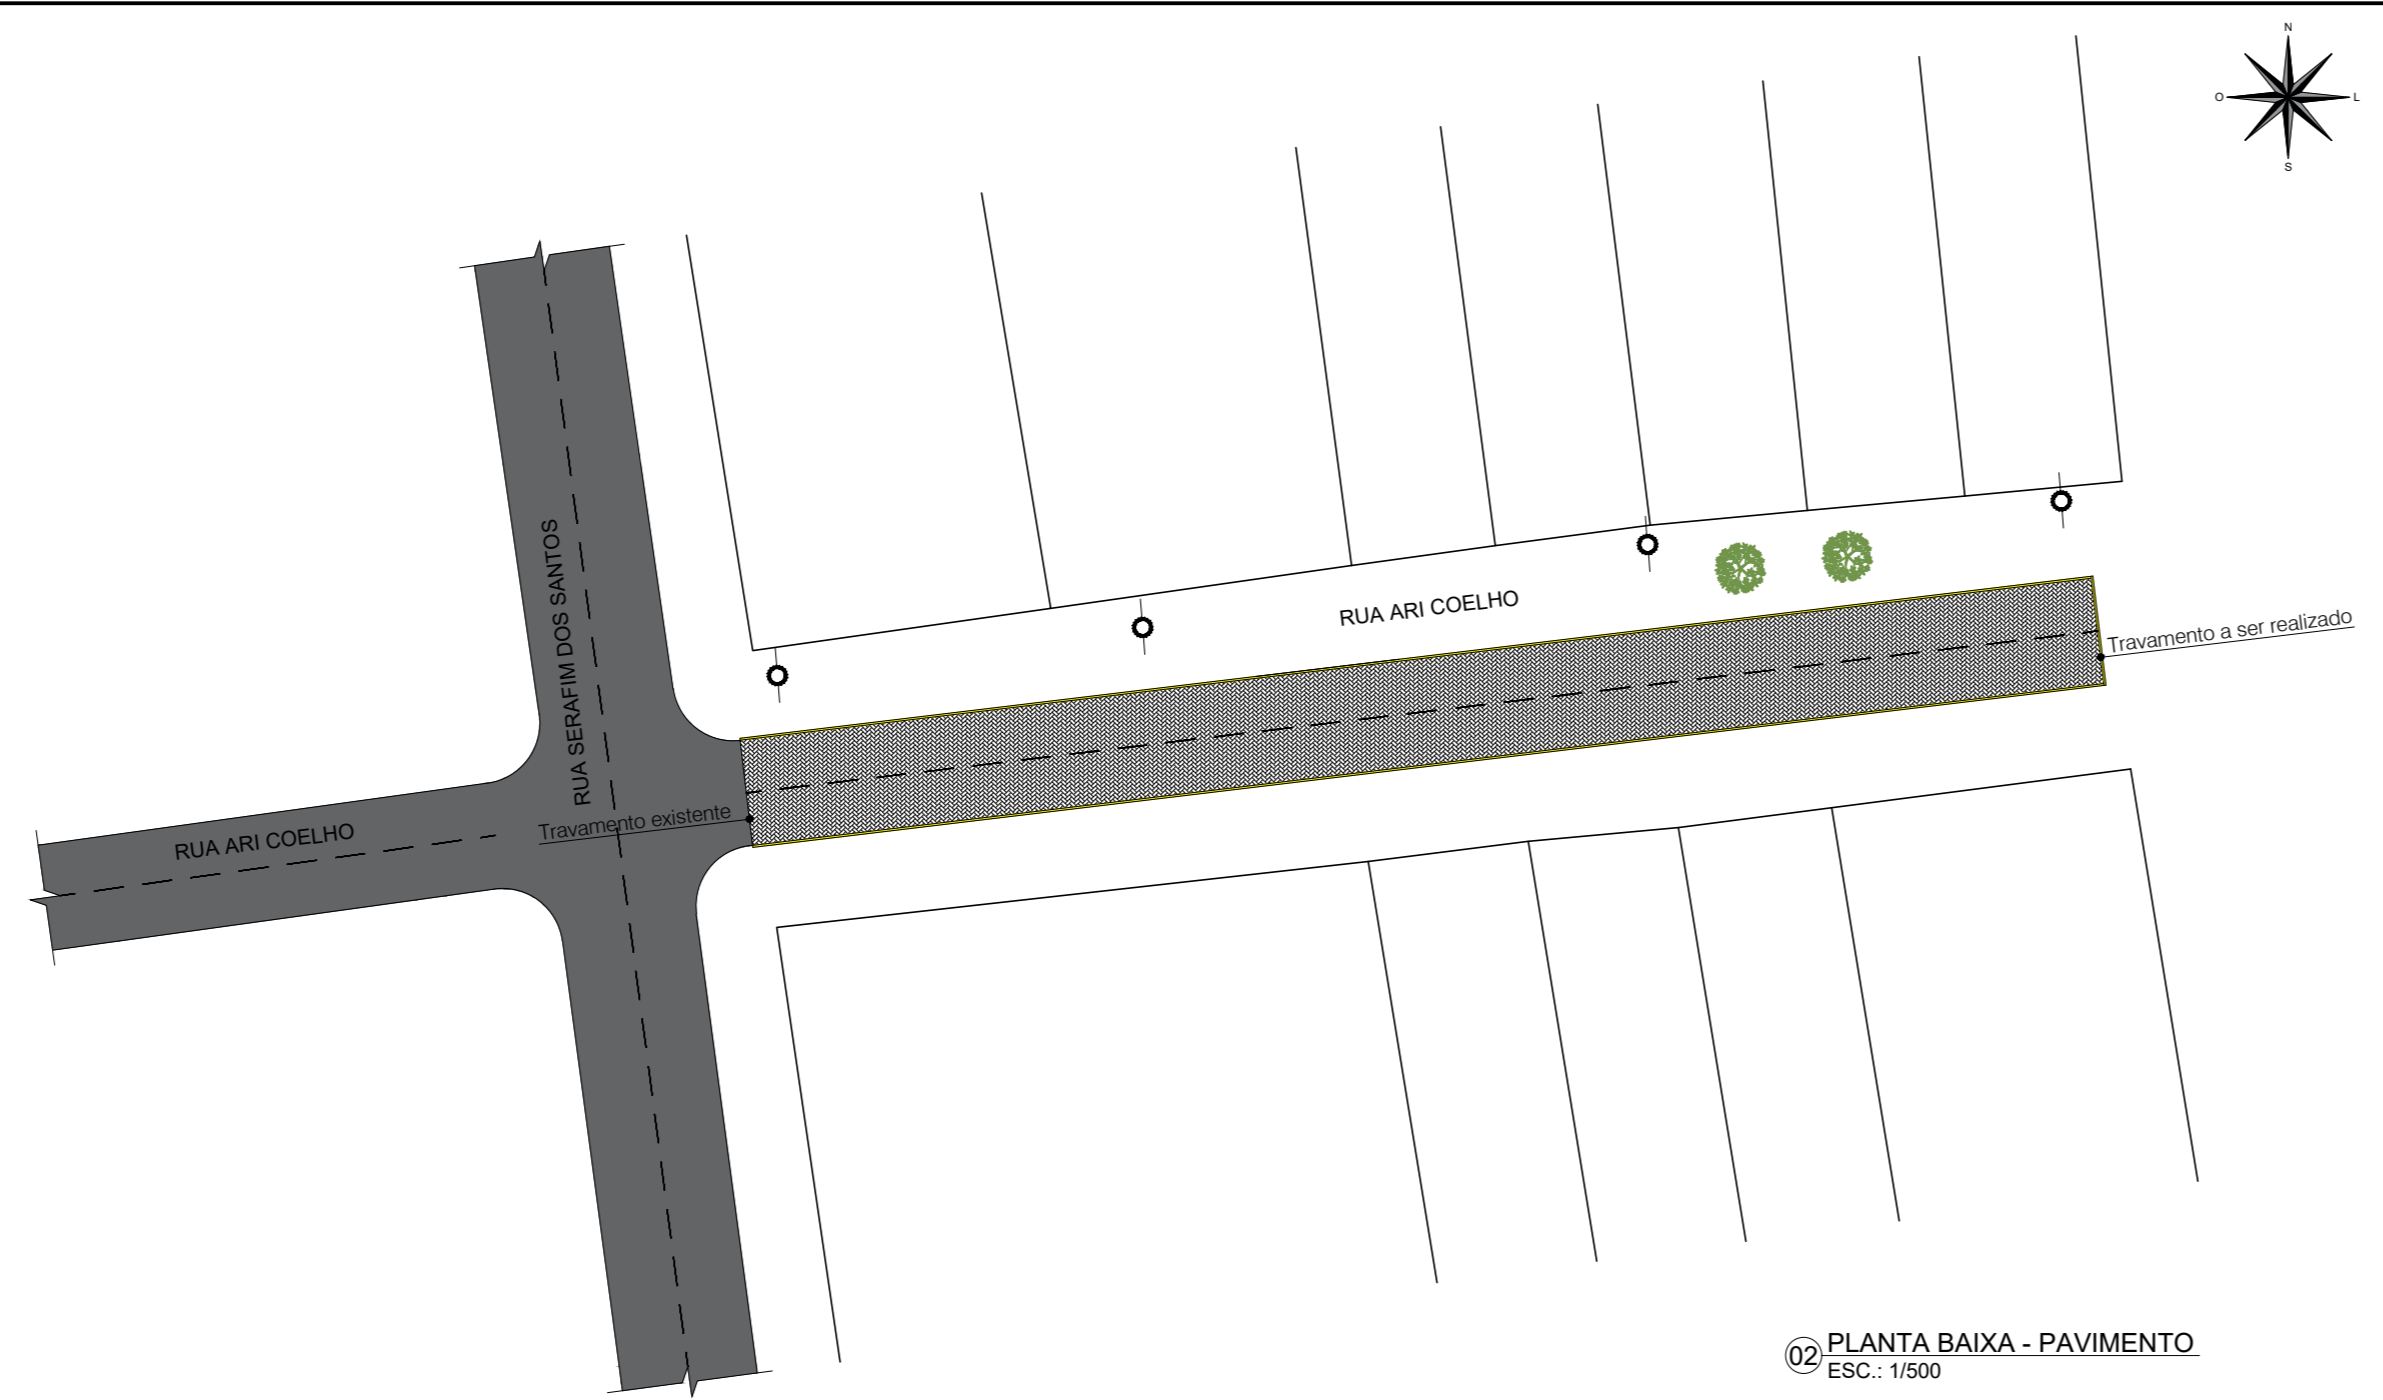 N
O
L
S
RUA SERAFIM DOS SANTOS
RUA ARI COELHO
Travamento a ser realizado
Travamento existente
RUA ARI COELHO
02
PLANTA BAIXA - PAVIMENTO
ESC.: 1/500